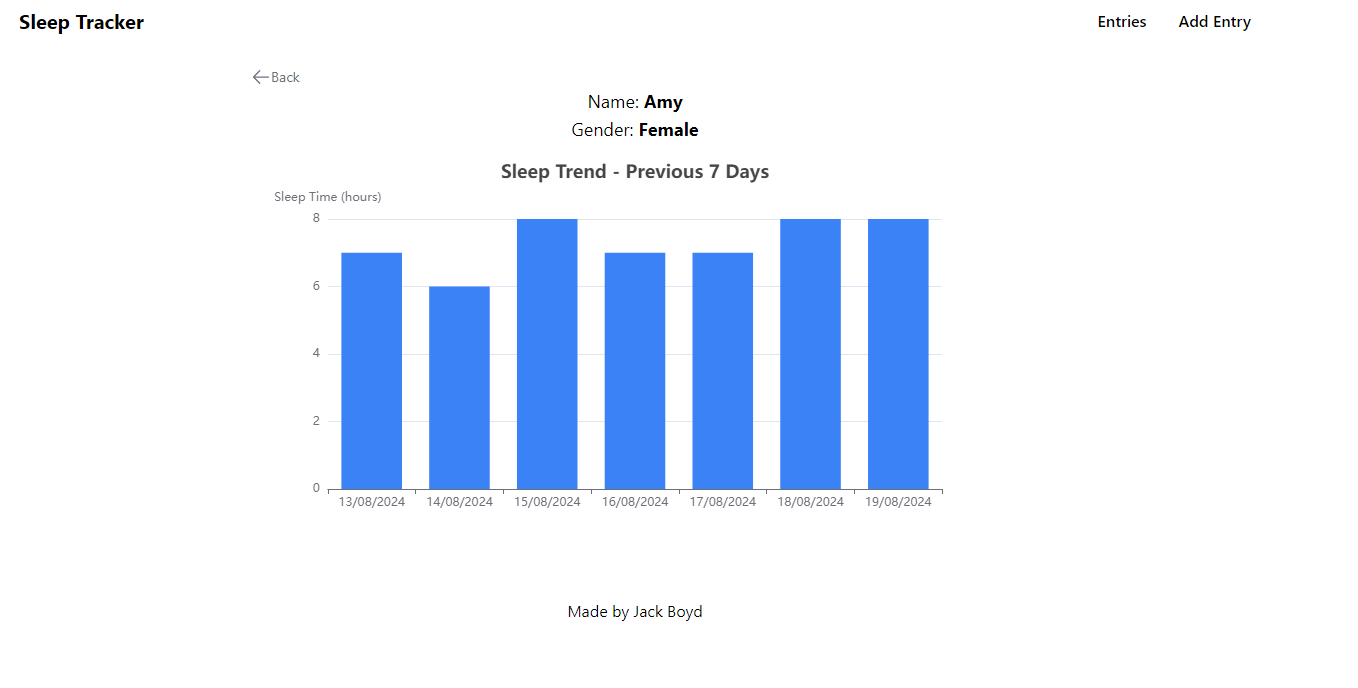 Sleep Tracker Entries Add Entry
Back
Name: Amy
Gender: Female
Sleep Trend - Previous 7 Days
Sleep Time (hours)
8
6
4
2
0
13/08/2024 14/08/2024 15/08/2024 16/08/2024 17/08/2024 18/08/2024 19/08/2024
Made by Jack Boyd